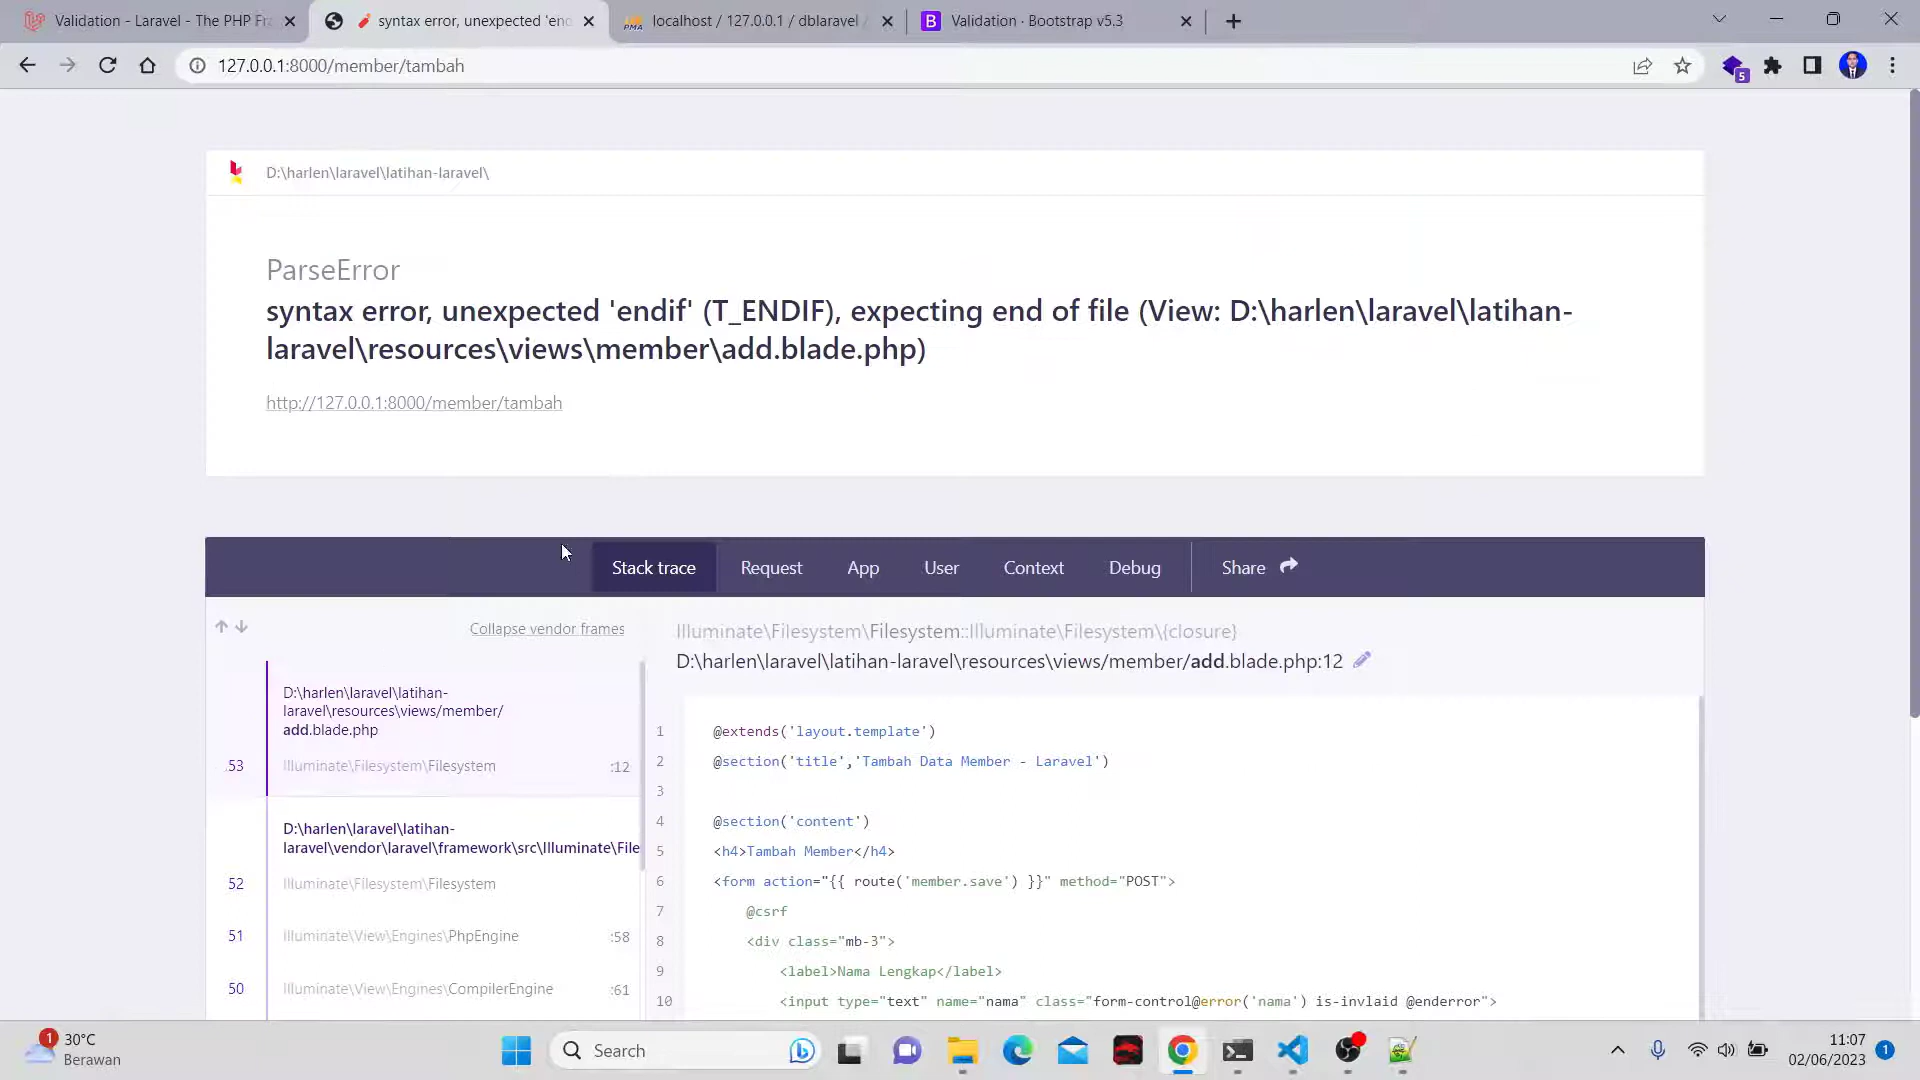 Validation - Laravel - The PHP Fra
syntax error, unexpected 'end
localhost / 127.0.0.1 / dblaravel /
Validation · Bootstrap v5.3
127.0.0.1:8000/member/tambah
5
D:\harlen\laravel\latihan-laravel\
ParseError
syntax error, unexpected 'endif' (T_ENDIF), expecting end of file (View: D:\harlen\laravel\latihan-
laravel\resources\views\member\add.blade.php)
http://127.0.0.1:8000/member/tambah
Stack trace
Request
App
User
Context
Debug
Share
Collapse vendor frames
D:\harlen\laravel\latihan-
laravel\resources\views/member/
add.blade.php
53 Illuminate\Filesystem\Filesystem :12
D:\harlen\laravel\latihan-
laravel\vendor\laravel\framework\src\Illuminate\File
52 Illuminate\Filesystem\Filesystem
51 Illuminate\View\Engines\PhpEngine :58
50 Illuminate\View\Engines\CompilerEngine :61
Illuminate\Filesystem\Filesystem::Illuminate\Filesystem\{closure}
D:\harlen\laravel\latihan-laravel\resources\views/member/add.blade.php:12
1 @extends('layout.template')
2 @section('title','Tambah Data Member - Laravel')
3
4 @section('content')
5 <h4>Tambah Member</h4>
6 <form action="{{ route('member.save') }}" method="POST">
7 @csrf
8 <div class="mb-3">
9 <label>Nama Lengkap</label>
10 <input type="text" name="nama" class="form-control@error('nama') is-invlaid @enderror">
1
30°C
Berawan
Search
11:07
02/06/2023
1